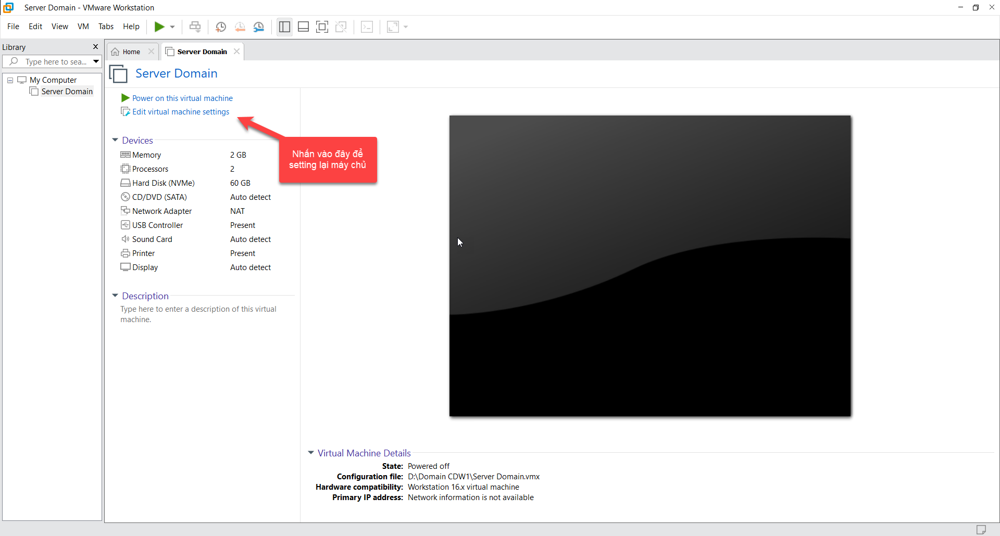 Server Domain - VMware Workstation
File Edit View VM Tabs Help
Library
Type here to sea...
My Computer
Server Domain
Home
Server Domain
Server Domain
Power on this virtual machine
Edit virtual machine settings
Nhấn vào đây để
setting lại máy chủ
Devices
Memory 2 GB
Processors 2
Hard Disk (NVMe) 60 GB
CD/DVD (SATA) Auto detect
Network Adapter NAT
USB Controller Present
Sound Card Auto detect
Printer Present
Display Auto detect
Description
Type here to enter a description of this virtual
machine.
Virtual Machine Details
State: Powered off
Configuration file: D:\Domain CDW1\Server Domain.vmx
Hardware compatibility: Workstation 16.x virtual machine
Primary IP address: Network information is not available